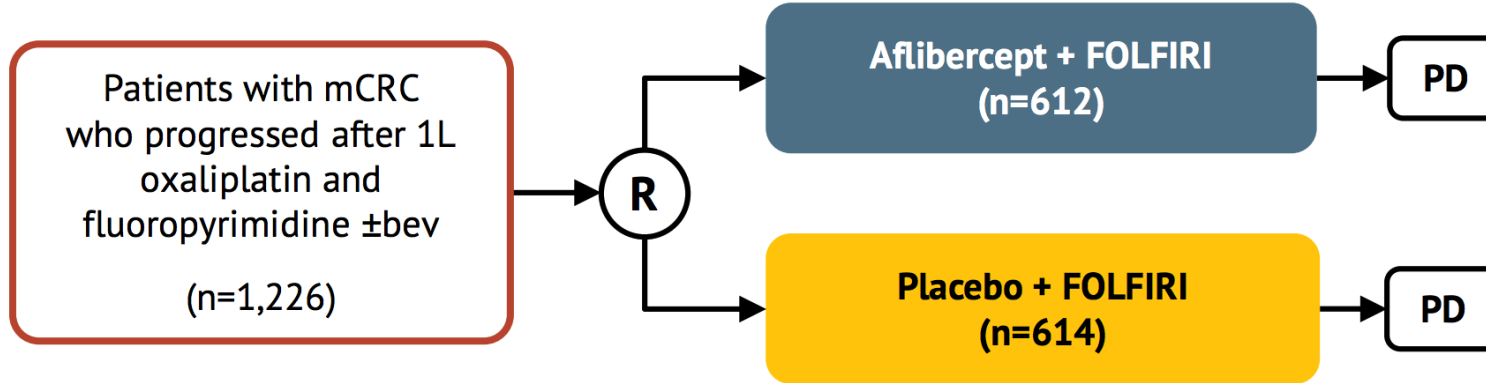 Patients with mCRC
who progressed after 1L
oxaliplatin and
fluoropyrimidine ±bev
(n=1,226)
R
Aflibercept + FOLFIRI
(n=612)
PD
Placebo + FOLFIRI
(n=614)
PD